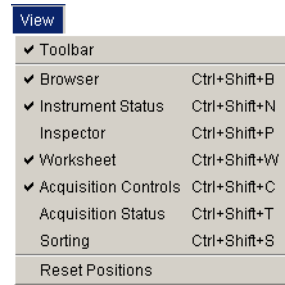 View
Toolbar
Browser Ctrl+Shift+B
Instrument Status Ctrl+Shift+N
Inspector Ctrl+Shift+P
Worksheet Ctrl+Shift+W
Acquisition Controls Ctrl+Shift+C
Acquisition Status Ctrl+Shift+T
Sorting Ctrl+Shift+S
Reset Positions